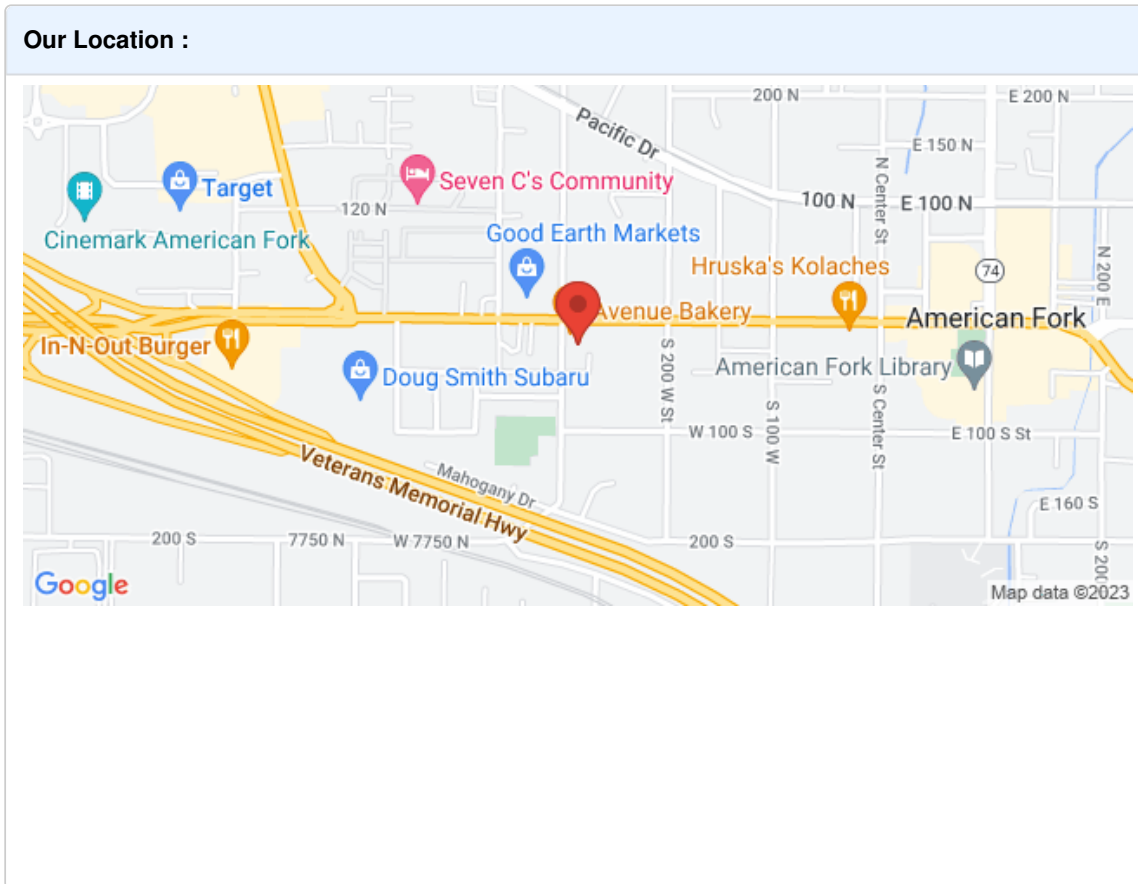 Our Location :
200 N
E 200 N
Pacific Dr
E 150 N
Target
Seven C's Community
N Center St
120 N
100 N
E 100 N
Cinemark American Fork
Good Earth Markets
Hruska's Kolaches
74
N 200 E
Avenue Bakery
American Fork
In-N-Out Burger
Doug Smith Subaru
S 200 W St
American Fork Library
S 100 W
S Center St
W 100 S
E 100 S St
Veterans Memorial Hwy
Mahogany Dr
E 160 S
200 S
7750 N
W 7750 N
200 S
S 200
Google
Map data ©2023